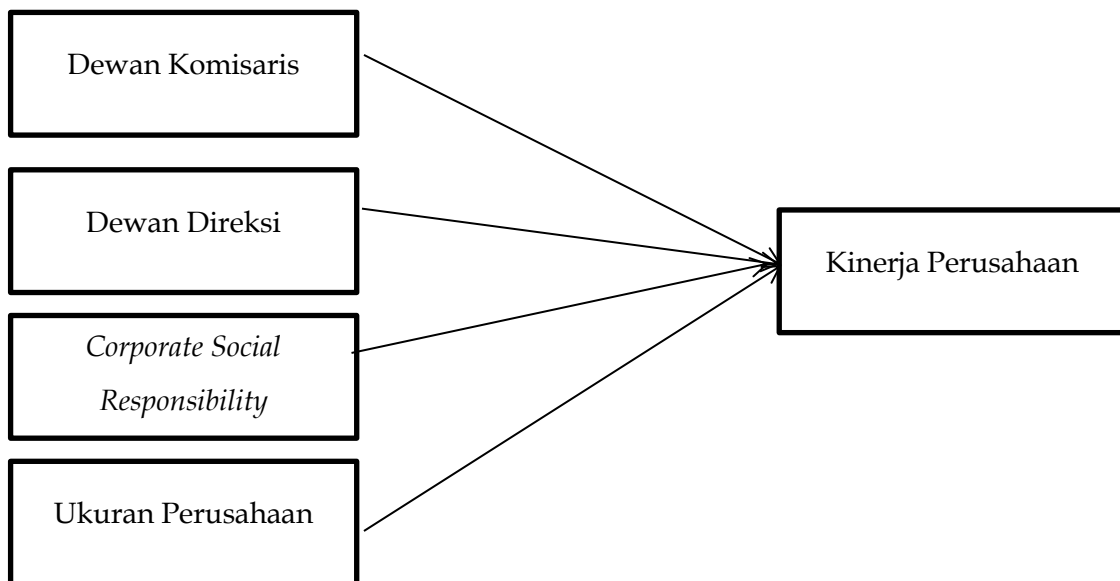 Dewan Komisaris
Dewan Direksi
Corporate Social
Responsibility
Ukuran Perusahaan
Kinerja Perusahaan